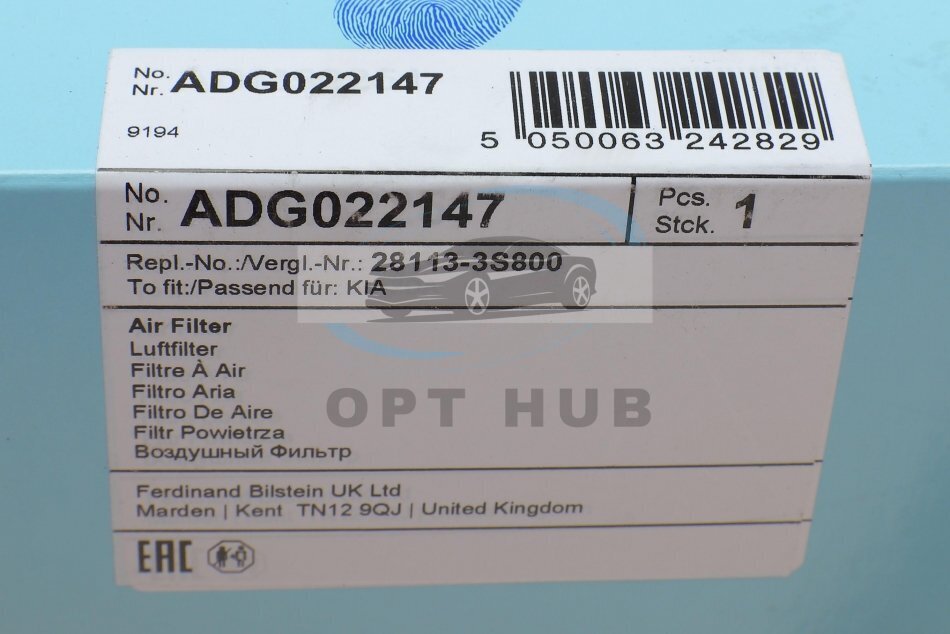 No.
Nr. ADG022147
9194
5 050063 242829
No.
Nr. ADG022147
Pcs.
Stck. 1
Repl.-No.:/Vergl.-Nr.: 28113-3S800
To fit:/Passend für: KIA
Air Filter
Luftfilter
Filtre À Air
Filtro Aria
Filtro De Aire
Filtr Powietrza
Воздушный Фильтр
OPT HUB
Ferdinand Bilstein UK Ltd
Marden | Kent TN12 9QJ | United Kingdom
EAC